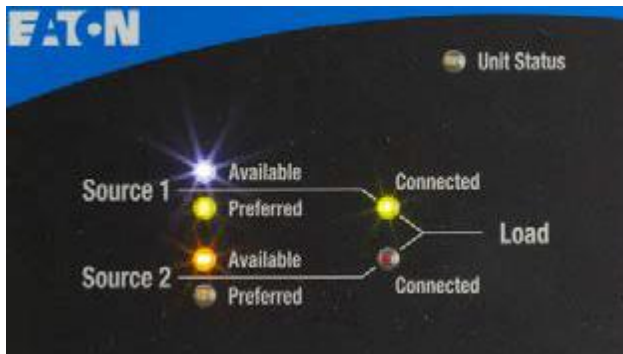 EATON
Unit Status
Available
Source 1
Connected
Preferred
Load
Available
Source 2
Preferred
Connected